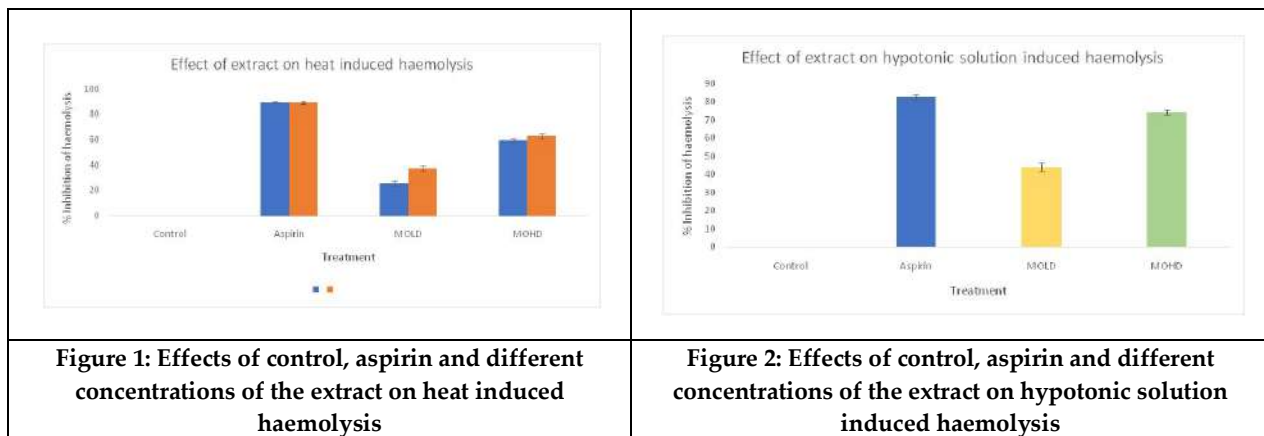 Effect of extract on heat induced haemolysis
% Inhibition of haemolysis
100
80
60
40
20
0
Control Aspirin MOLD MOHD
Treatment
Figure 1: Effects of control, aspirin and different
concentrations of the extract on heat induced
haemolysis
Effect of extract on hypotonic solution induced haemolysis
% Inhibition of haemolysis
90
80
70
60
50
40
30
20
10
0
Control Aspirin MOLD MOHD
Treatment
Figure 2: Effects of control, aspirin and different
concentrations of the extract on hypotonic solution
induced haemolysis